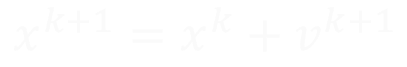 x^{k+1} = x^k + v^{k+1}